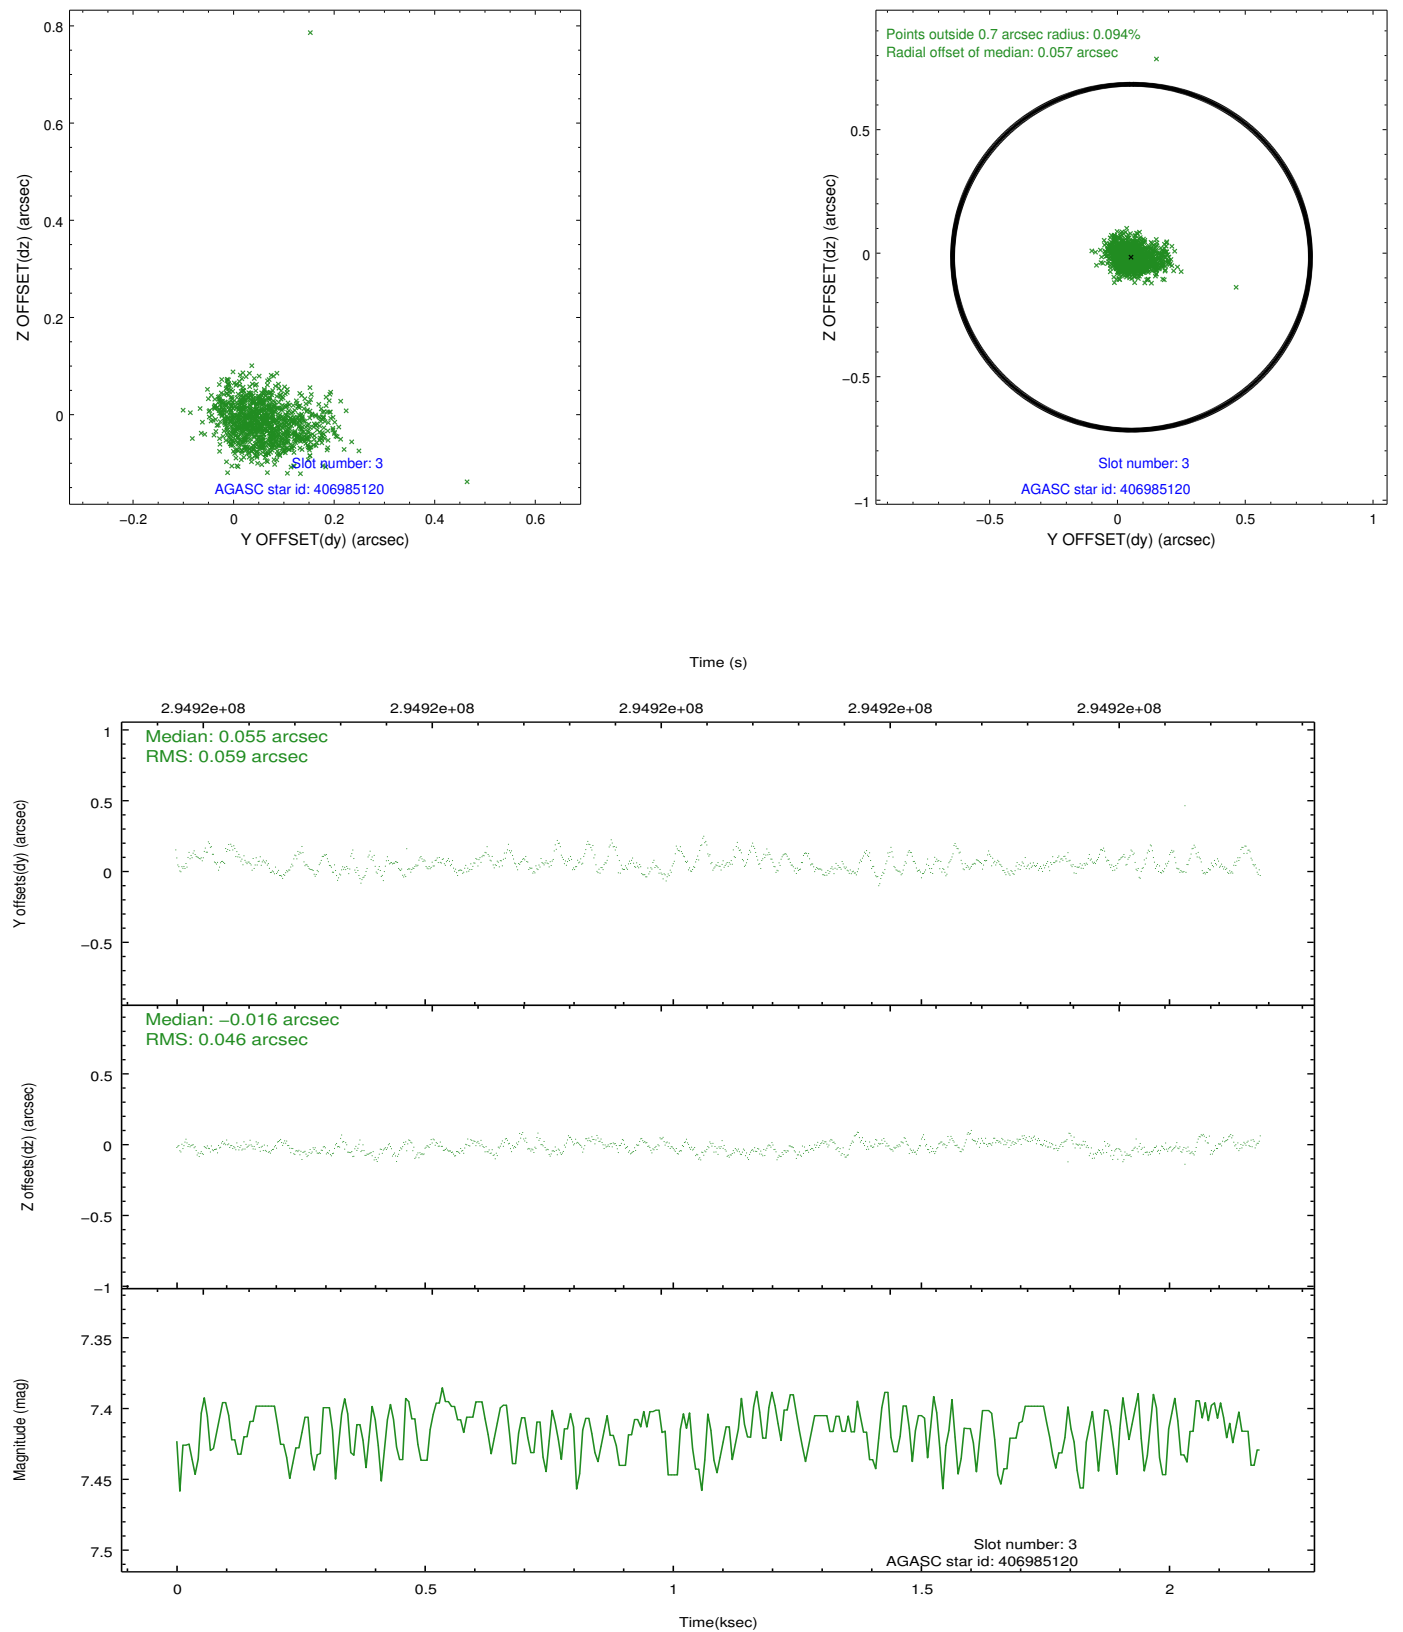 0.8
0.6
0.4
0.2
0
−0.2
0
0.2
0.4
0.6
Z OFFSET(dz) (arcsec)
Y OFFSET(dy) (arcsec)
Slot number: 3
AGASC star id: 406985120
Points outside 0.7 arcsec radius: 0.094%
Radial offset of median: 0.057 arcsec
0.5
0
−0.5
−1
−0.5
0
0.5
1
Z OFFSET(dz) (arcsec)
Y OFFSET(dy) (arcsec)
Slot number: 3
AGASC star id: 406985120
Time (s)
2.9492e+08
2.9492e+08
2.9492e+08
2.9492e+08
2.9492e+08
Median: 0.055 arcsec
RMS: 0.059 arcsec
1
0.5
0
−0.5
Y offsets(dy) (arcsec)
Median: −0.016 arcsec
RMS: 0.046 arcsec
0.5
0
−0.5
−1
Z offsets(dz) (arcsec)
7.35
7.4
7.45
7.5
Magnitude (mag)
Slot number: 3
AGASC star id: 406985120
0
0.5
1
1.5
2
Time(ksec)